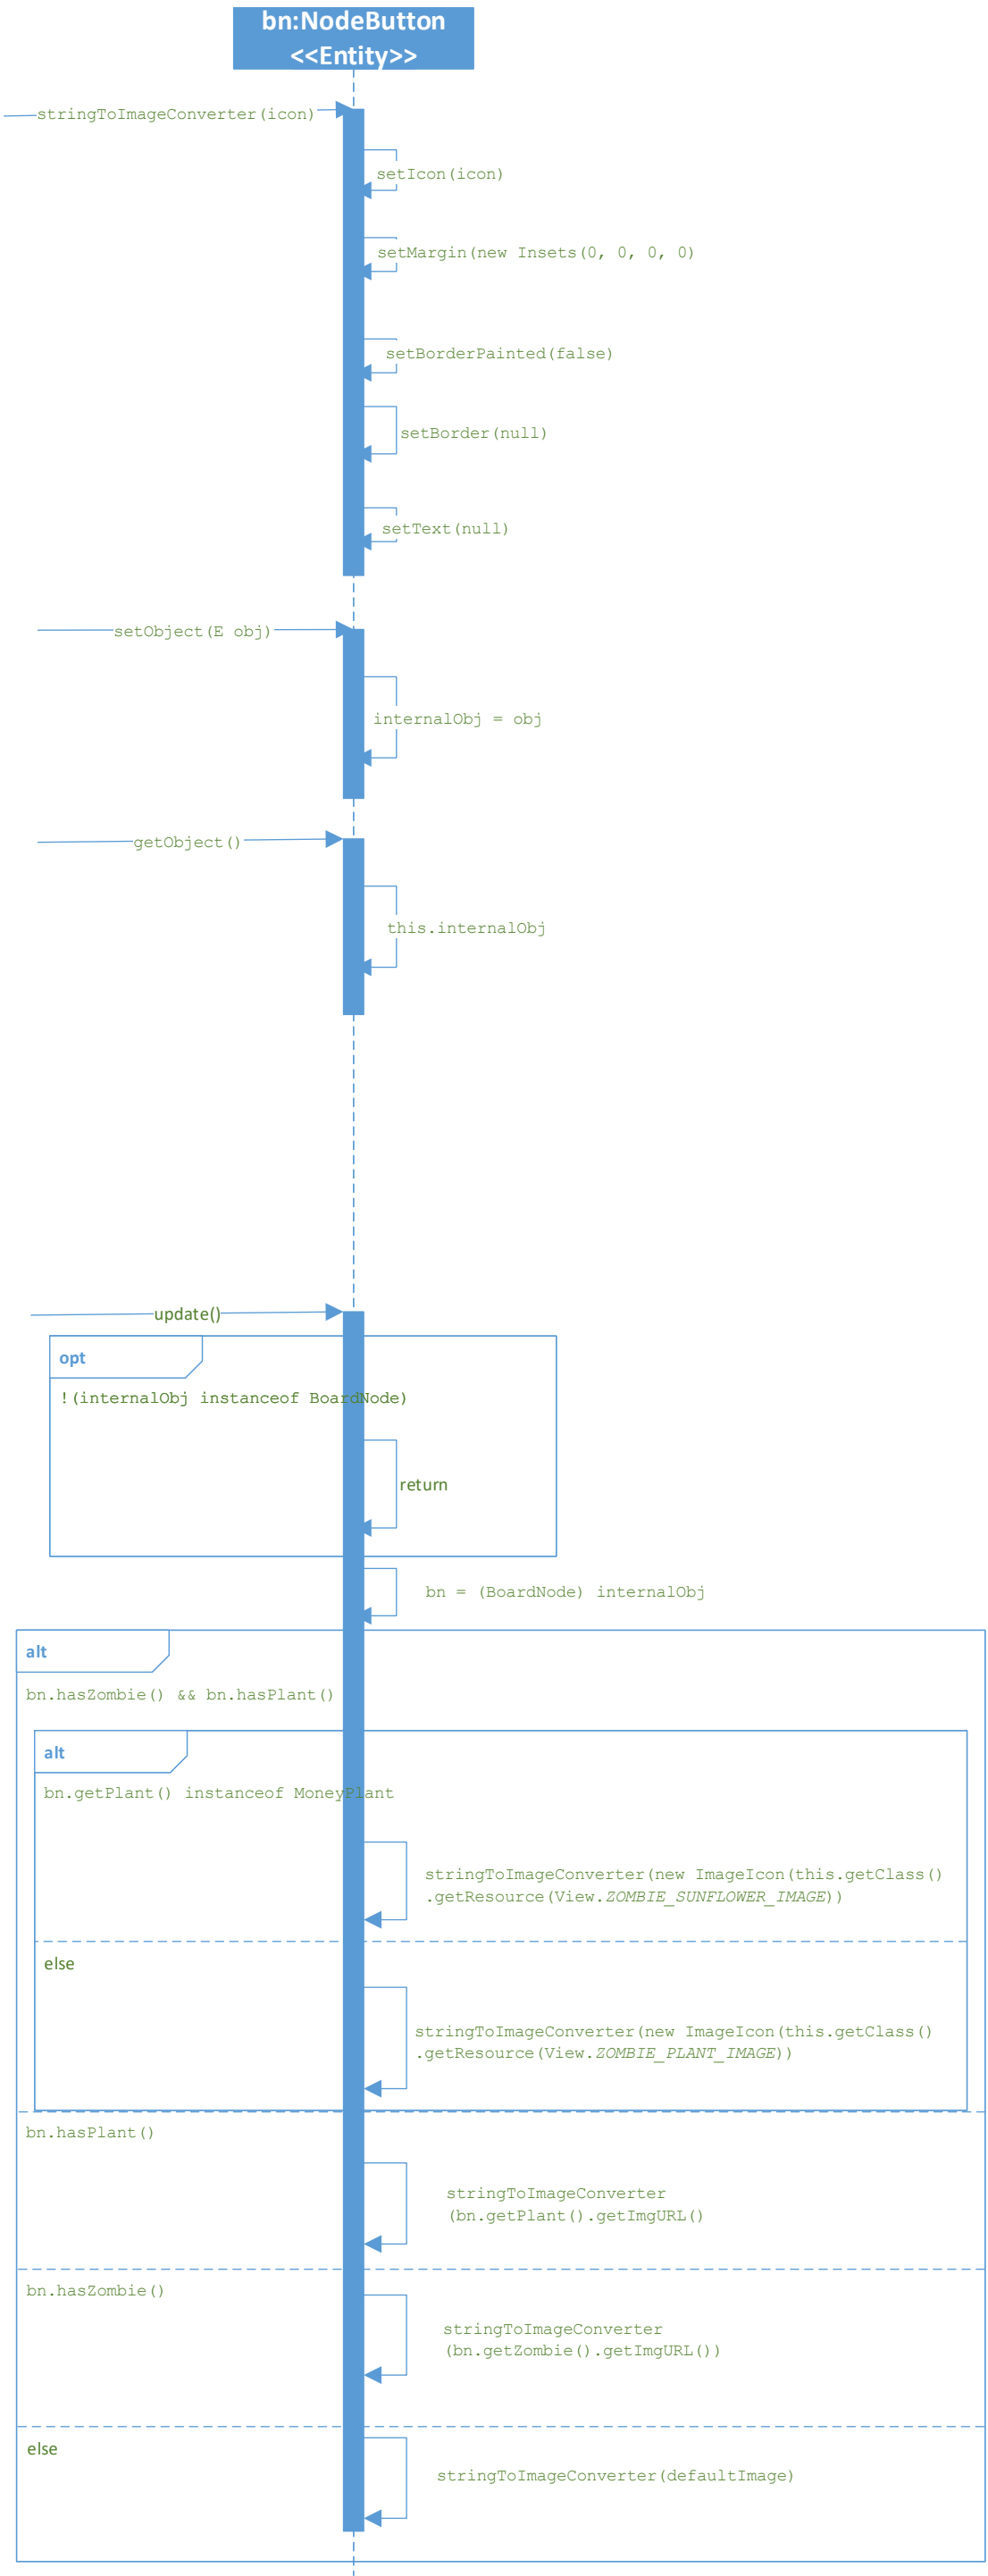 bn:NodeButton
<<Entity>>
stringToImageConverter(icon)
setIcon(icon)
setMargin(new Insets(0, 0, 0, 0)
setBorderPainted(false)
setBorder(null)
setText(null)
setObject(E obj)
internalObj = obj
getObject()
this.internalObj
update()
opt
!(internalObj instanceof BoardNode)
return
bn = (BoardNode) internalObj
alt
bn.hasZombie() && bn.hasPlant()
alt
bn.getPlant() instanceof MoneyPlant
stringToImageConverter(new ImageIcon(this.getClass()
.getResource(View.ZOMBIE_SUNFLOWER_IMAGE))
else
stringToImageConverter(new ImageIcon(this.getClass()
.getResource(View.ZOMBIE_PLANT_IMAGE))
bn.hasPlant()
stringToImageConverter
(bn.getPlant().getImgURL()
bn.hasZombie()
stringToImageConverter
(bn.getZombie().getImgURL())
else
stringToImageConverter(defaultImage)